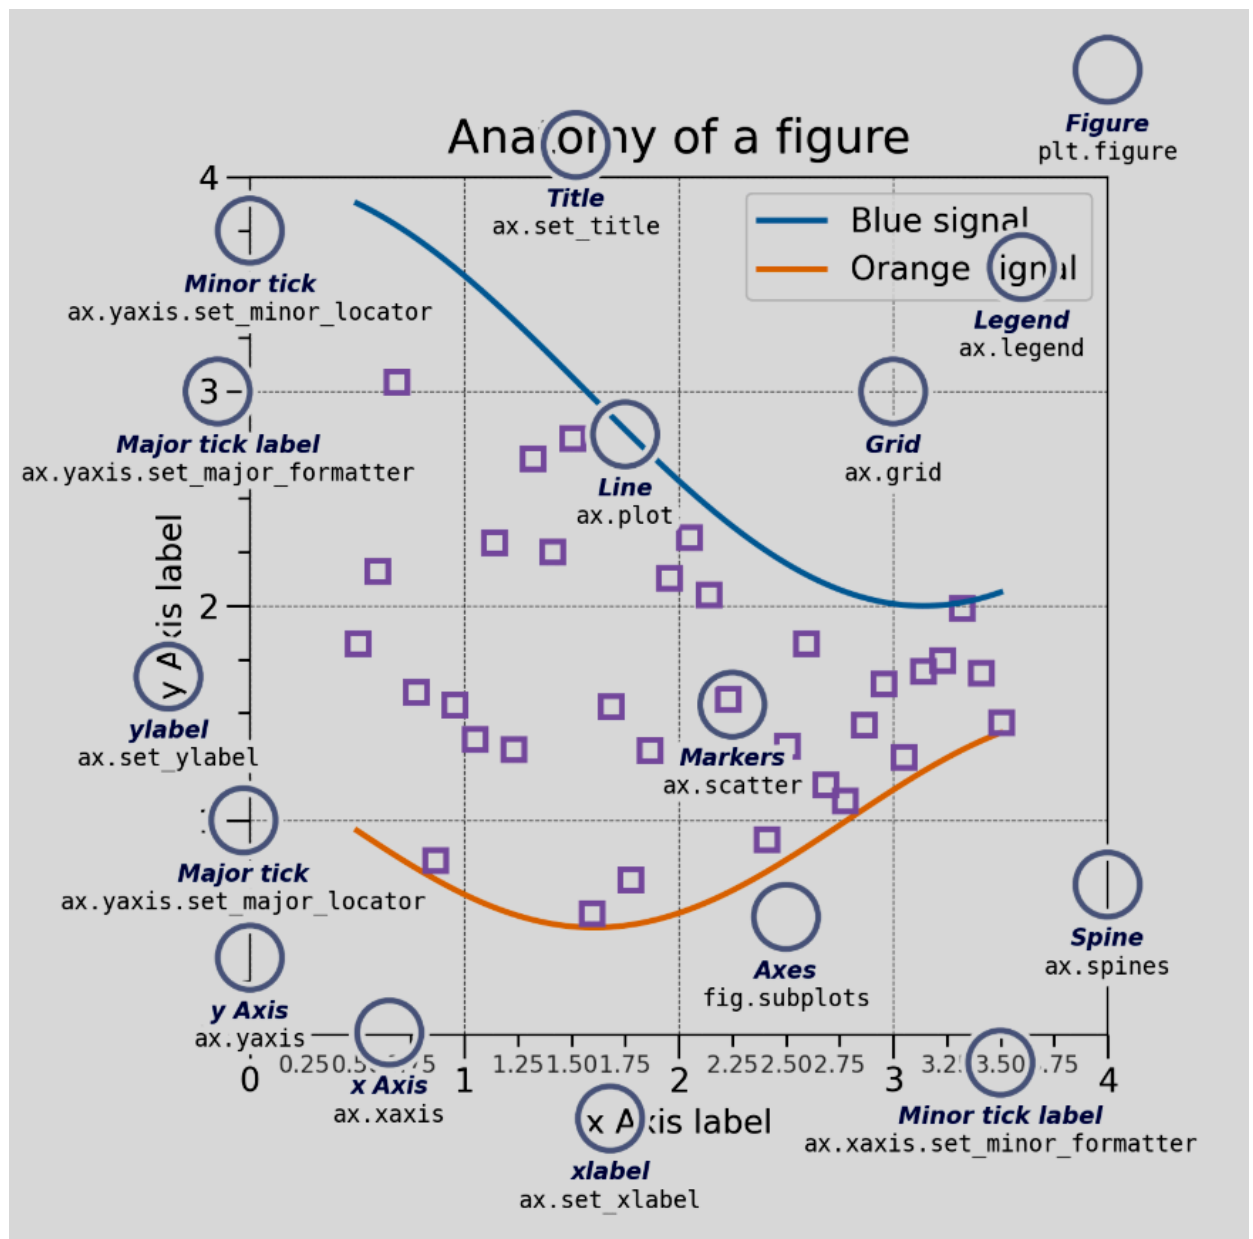 Figure
plt.figure
Anatomy of a figure
Title
ax.set_title
4
Blue signal
Orange signal
Legend
ax.legend
Minor tick
ax.yaxis.set_minor_locator
3
Major tick label
ax.yaxis.set_major_formatter
Grid
ax.grid
Line
ax.plot
y Axis label
2
ylabel
ax.set_ylabel
Markers
ax.scatter
Major tick
ax.yaxis.set_major_locator
Axes
fig.subplots
Spine
ax.spines
y Axis
ax.yaxis
0.25 1.25 1.50 1.75 2.25 2.50 2.75 3.50
0 1 2 3 4
x Axis
ax.xaxis
Minor tick label
ax.xaxis.set_minor_formatter
x Axis label
xlabel
ax.set_xlabel